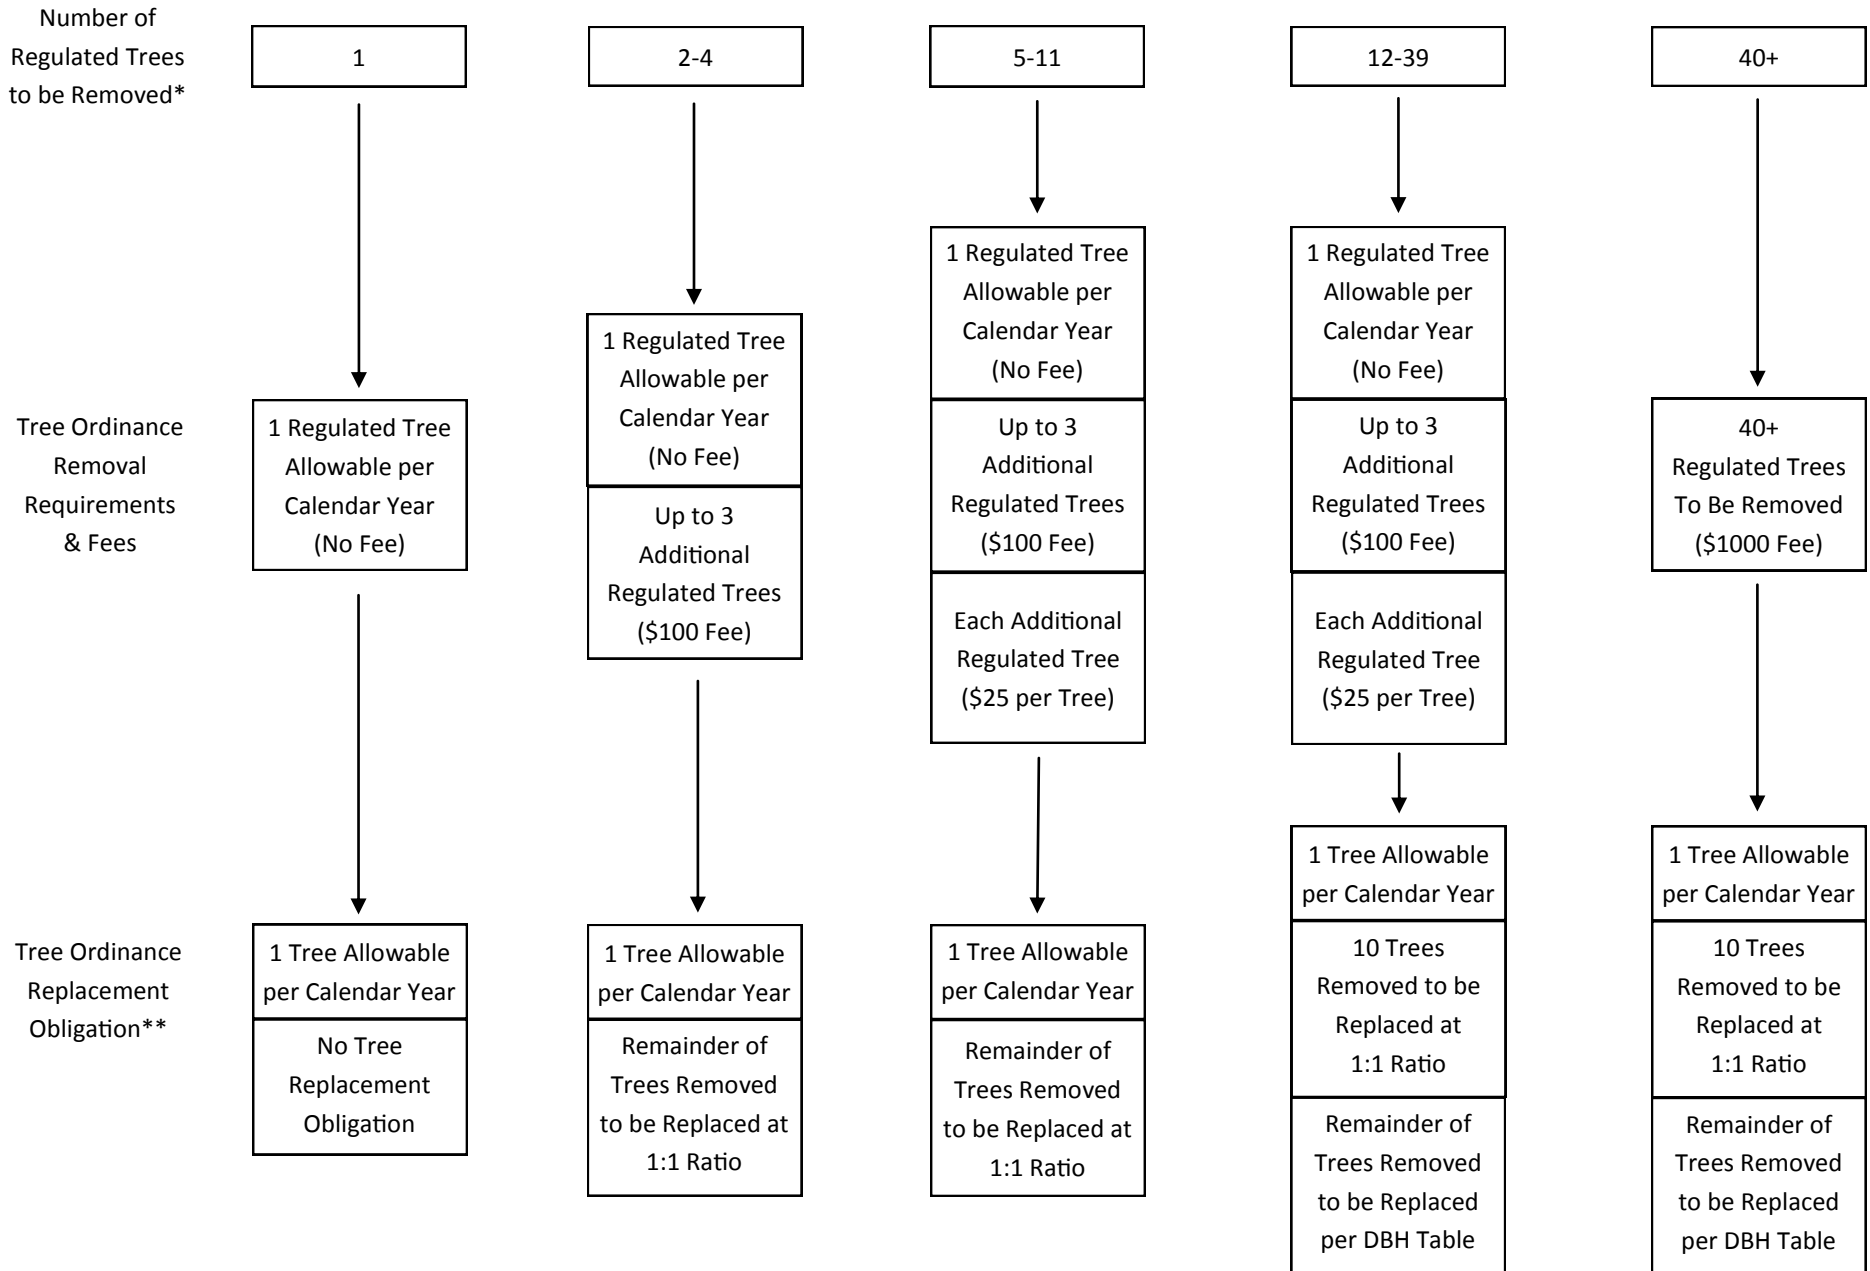 Number of
Regulated Trees
to be Removed*
1
2-4
5-11
12-39
40+
Tree Ordinance
Removal
Requirements
& Fees
1 Regulated Tree
Allowable per
Calendar Year
(No Fee)
1 Regulated Tree
Allowable per
Calendar Year
(No Fee)
Up to 3
Additional
Regulated Trees
($100 Fee)
1 Regulated Tree
Allowable per
Calendar Year
(No Fee)
Up to 3
Additional
Regulated Trees
($100 Fee)
Each Additional
Regulated Tree
($25 per Tree)
1 Regulated Tree
Allowable per
Calendar Year
(No Fee)
Up to 3
Additional
Regulated Trees
($100 Fee)
Each Additional
Regulated Tree
($25 per Tree)
40+
Regulated Trees
To Be Removed
($1000 Fee)
Tree Ordinance
Replacement
Obligation**
1 Tree Allowable
per Calendar Year
No Tree
Replacement
Obligation
1 Tree Allowable
per Calendar Year
Remainder of
Trees Removed
to be Replaced at
1:1 Ratio
1 Tree Allowable
per Calendar Year
Remainder of
Trees Removed
to be Replaced at
1:1 Ratio
1 Tree Allowable
per Calendar Year
10 Trees
Removed to be
Replaced at
1:1 Ratio
Remainder of
Trees Removed
to be Replaced
per DBH Table
1 Tree Allowable
per Calendar Year
10 Trees
Removed to be
Replaced at
1:1 Ratio
Remainder of
Trees Removed
to be Replaced
per DBH Table